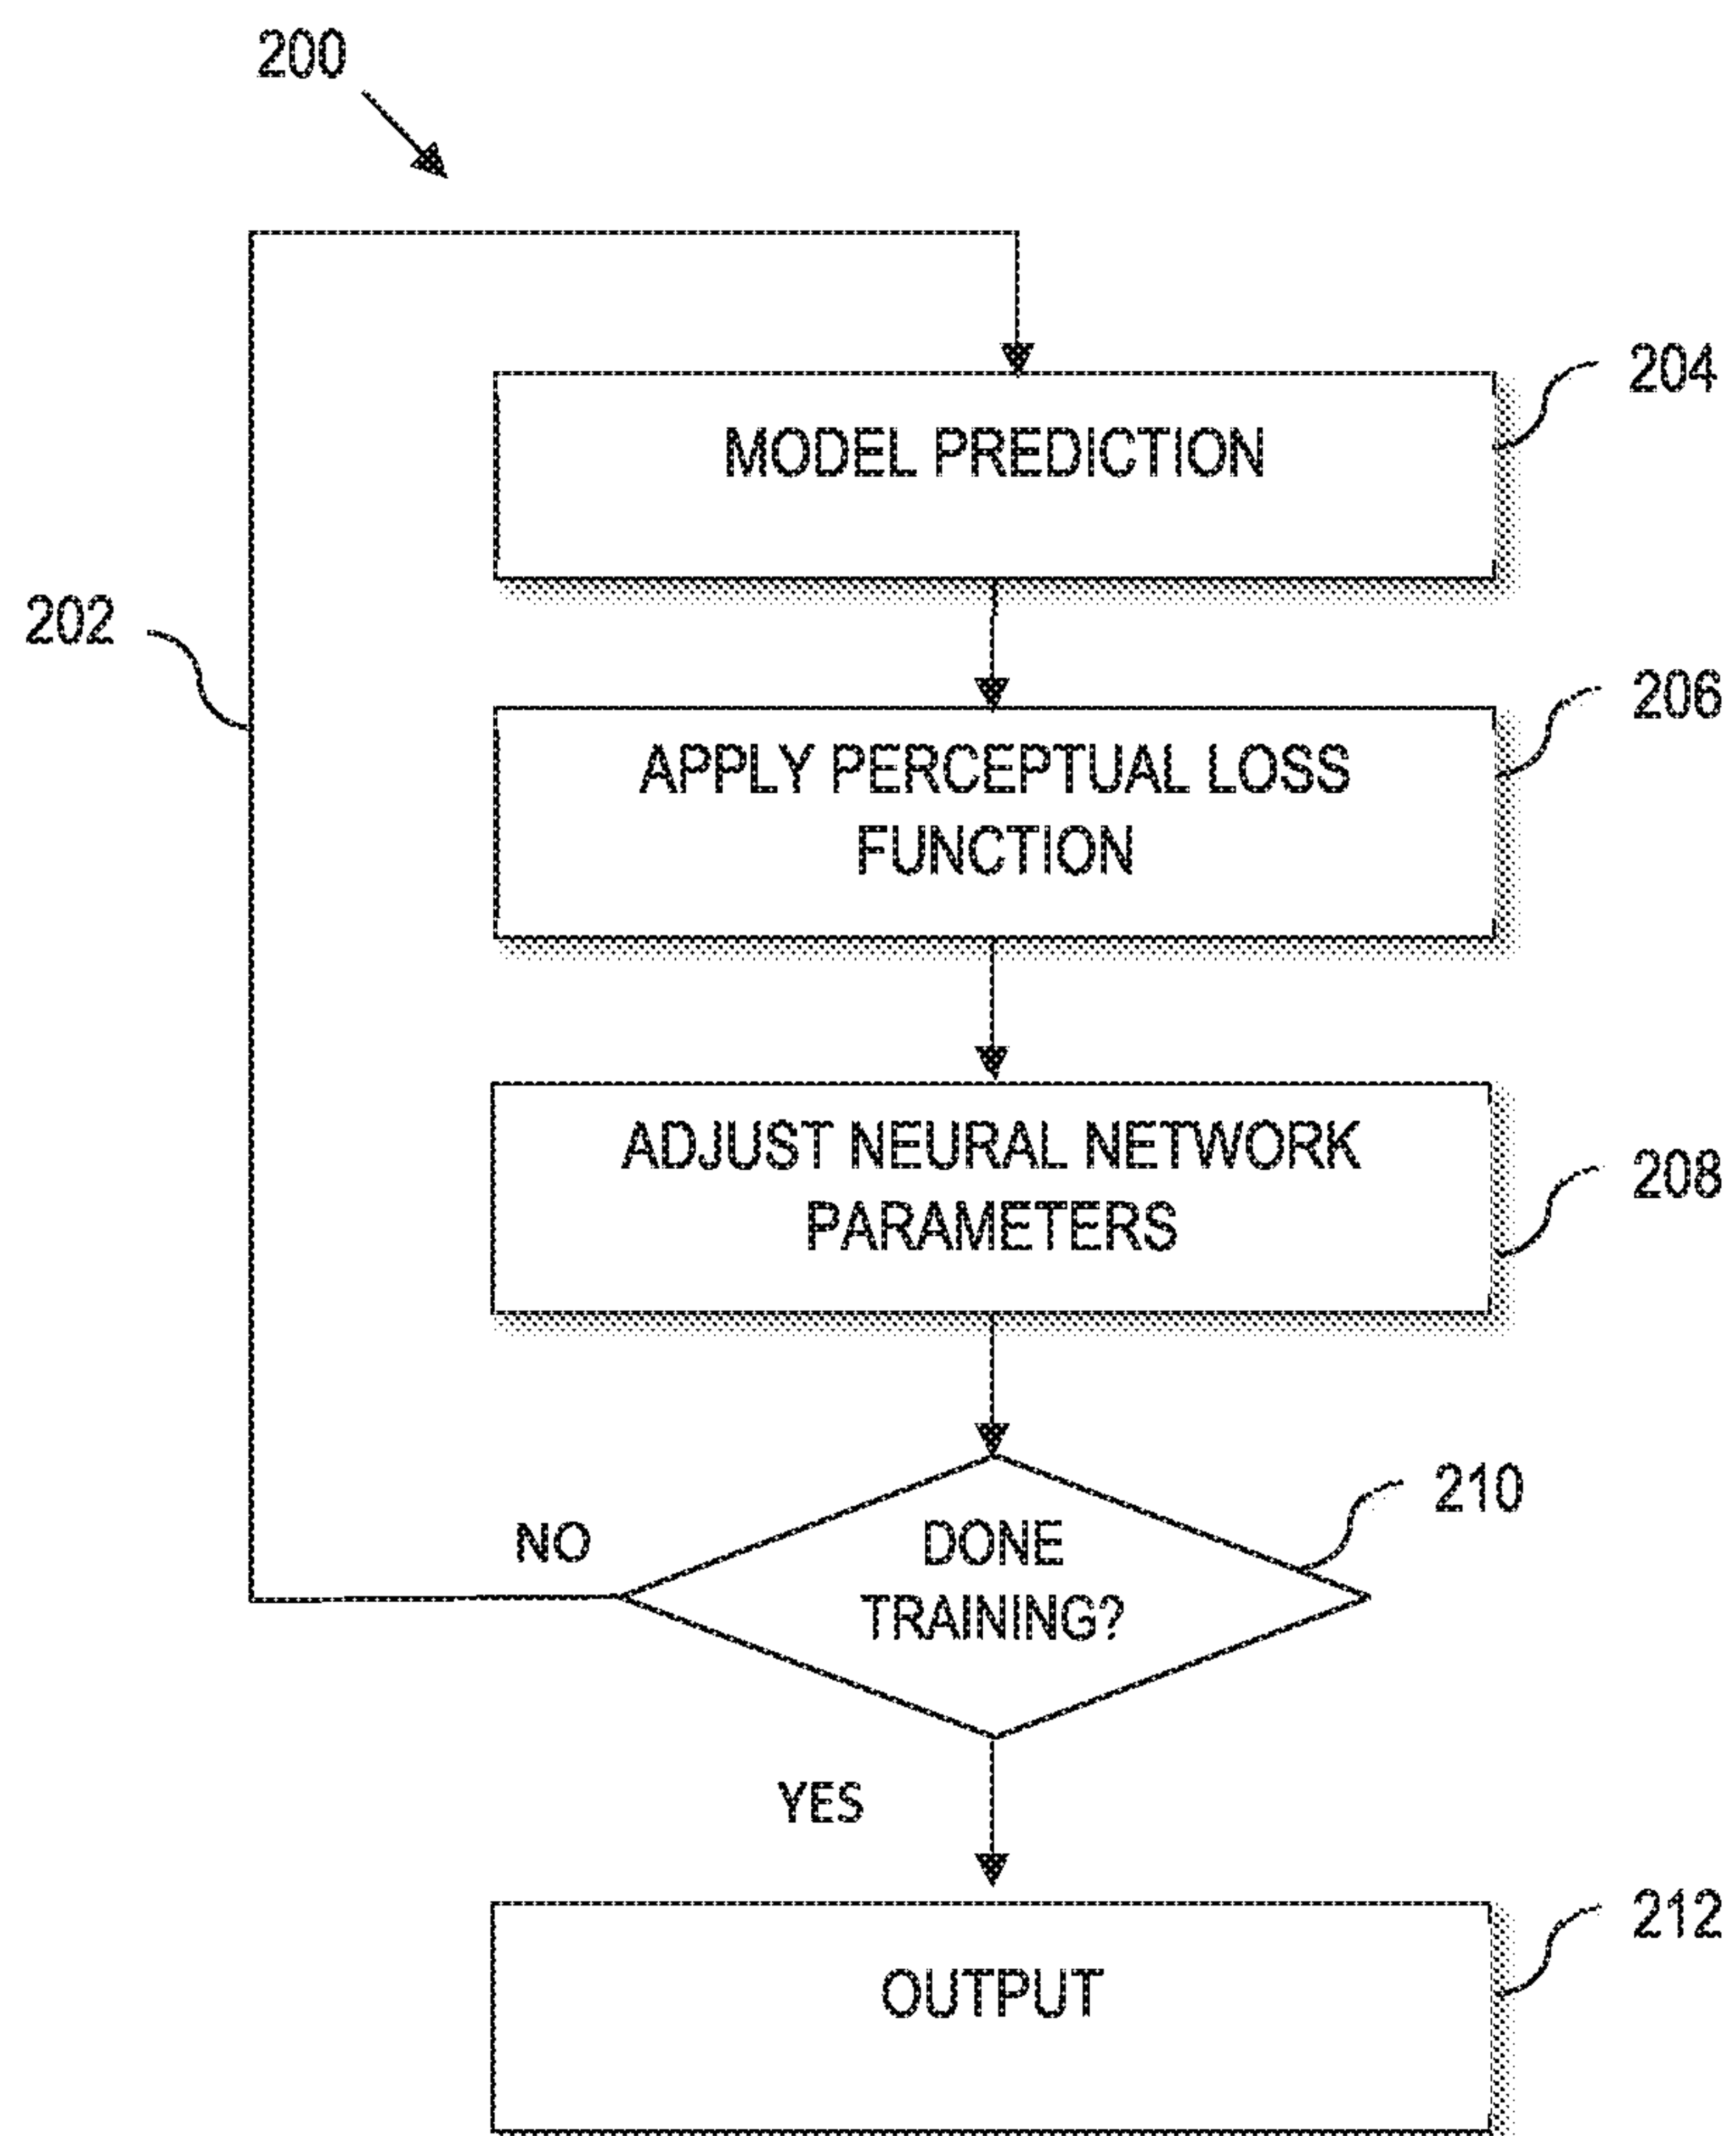 200
204
MODEL PREDICTION
202
206
APPLY PERCEPTUAL LOSS
FUNCTION
208
ADJUST NEURAL NETWORK
PARAMETERS
210
NO
DONE
TRAINING?
YES
212
OUTPUT